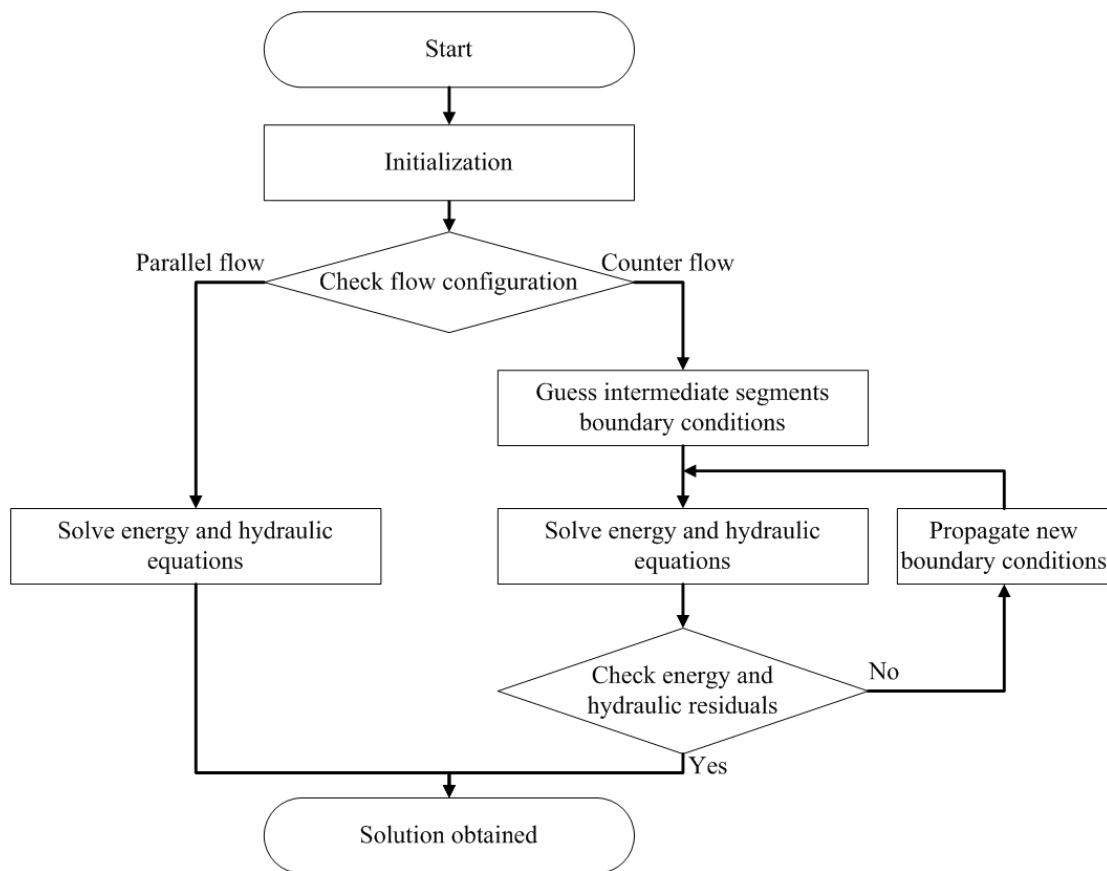 Start
Initialization
Parallel flow
Counter flow
Check flow configuration
Guess intermediate segments
boundary conditions
Solve energy and hydraulic
equations
Solve energy and hydraulic
equations
Propagate new
boundary conditions
Check energy and
hydraulic residuals
No
Yes
Solution obtained